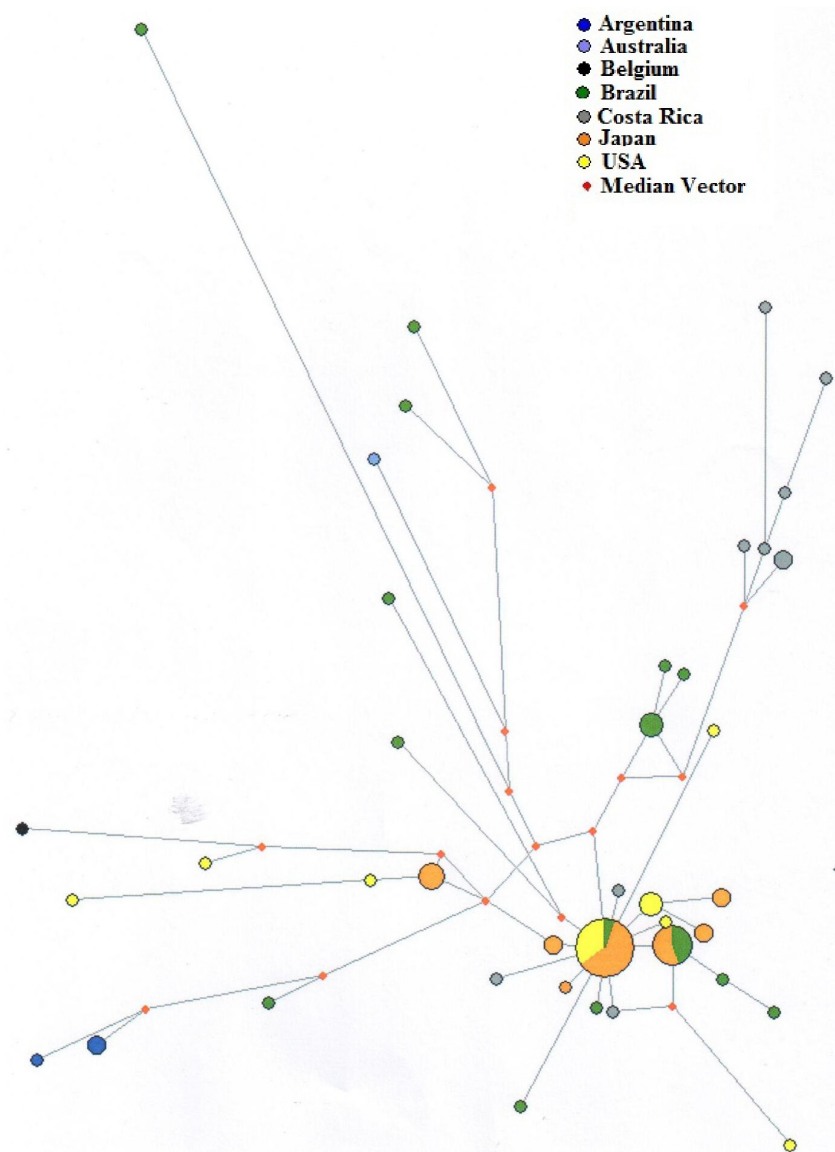 Argentina
Australia
Belgium
Brazil
Costa Rica
Japan
USA
Median Vector